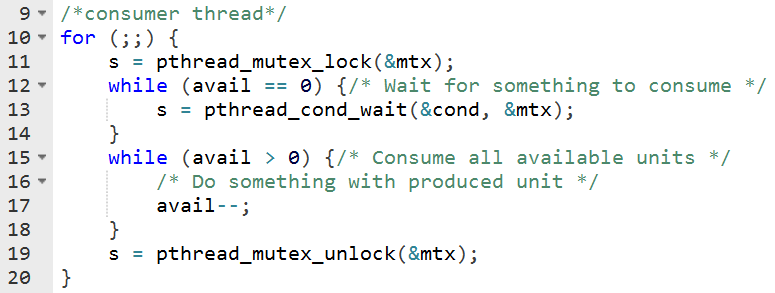 9 /*consumer thread*/
10 for (;;) {
11     s = pthread_mutex_lock(&mtx);
12     while (avail == 0) {/* Wait for something to consume */
13         s = pthread_cond_wait(&cond, &mtx);
14     }
15     while (avail > 0) {/* Consume all available units */
16         /* Do something with produced unit */
17         avail--;
18     }
19     s = pthread_mutex_unlock(&mtx);
20 }